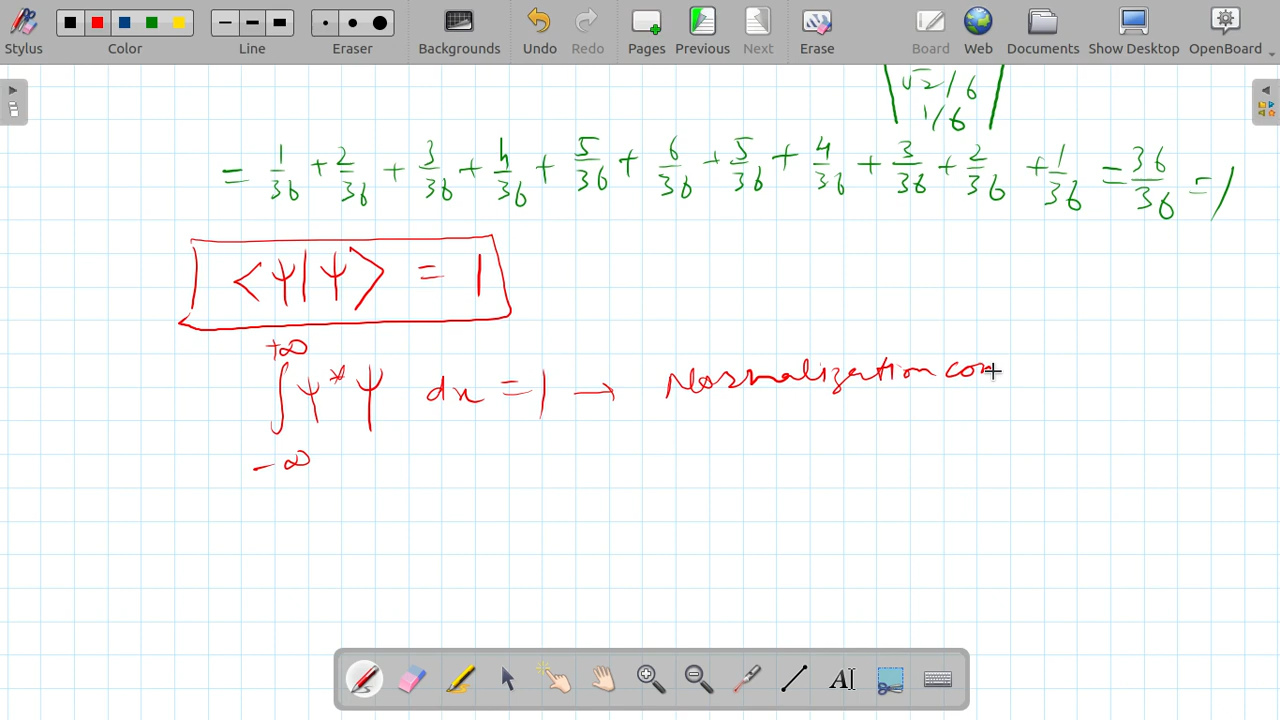 Stylus Color Line Eraser Backgrounds Undo Redo Pages Previous Next Erase Board Web Documents Show Desktop OpenBoard
√2/6
1/6
= 1/36 + 2/36 + 3/36 + 4/36 + 5/36 + 6/36 + 5/36 + 4/36 + 3/36 + 2/36 + 1/36 = 36/36 = 1
<ψ|ψ> = 1
+∞
∫ ψ* ψ dx = 1 → Normalization con
-∞